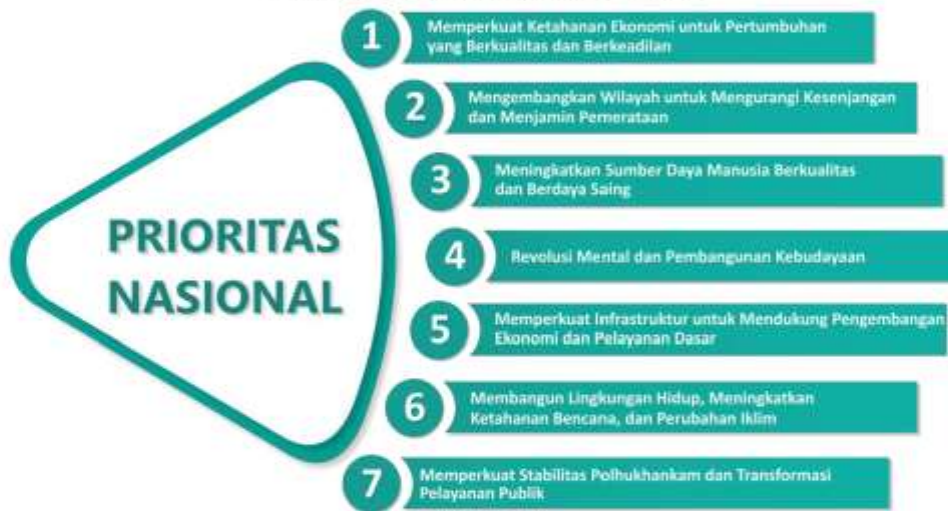 PRIORITAS
NASIONAL
1
Memperkuat Ketahanan Ekonomi untuk Pertumbuhan
yang Berkualitas dan Berkeadilan
2
Mengembangkan Wilayah untuk Mengurangi Kesenjangan
dan Menjamin Pemerataan
3
Meningkatkan Sumber Daya Manusia Berkualitas
dan Berdaya Saing
4
Revolusi Mental dan Pembangunan Kebudayaan
5
Memperkuat Infrastruktur untuk Mendukung Pengembangan
Ekonomi dan Pelayanan Dasar
6
Membangun Lingkungan Hidup, Meningkatkan
Ketahanan Bencana, dan Perubahan Iklim
7
Memperkuat Stabilitas Polhukhankam dan Transformasi
Pelayanan Publik